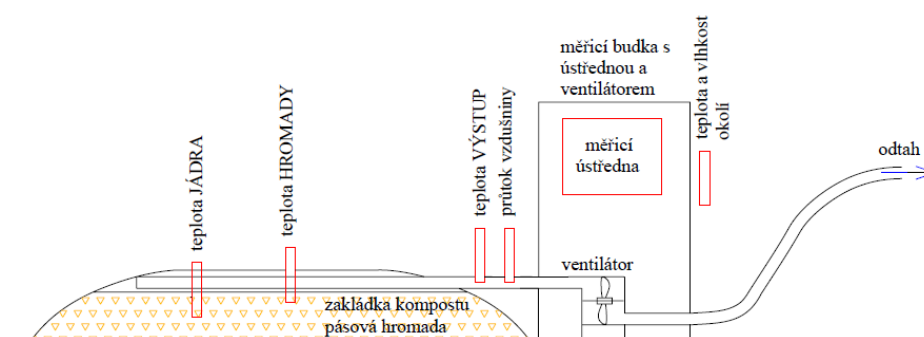 měřicí budka s
ústřednou a
ventilátorem
teplota a vlhkost
okolí
teplota JÁDRA
teplota HROMADY
teplota VÝSTUP
průtok vzdušniny
měřicí
ústředna
odtah
ventilátor
zakládka kompostu
pásová hromada